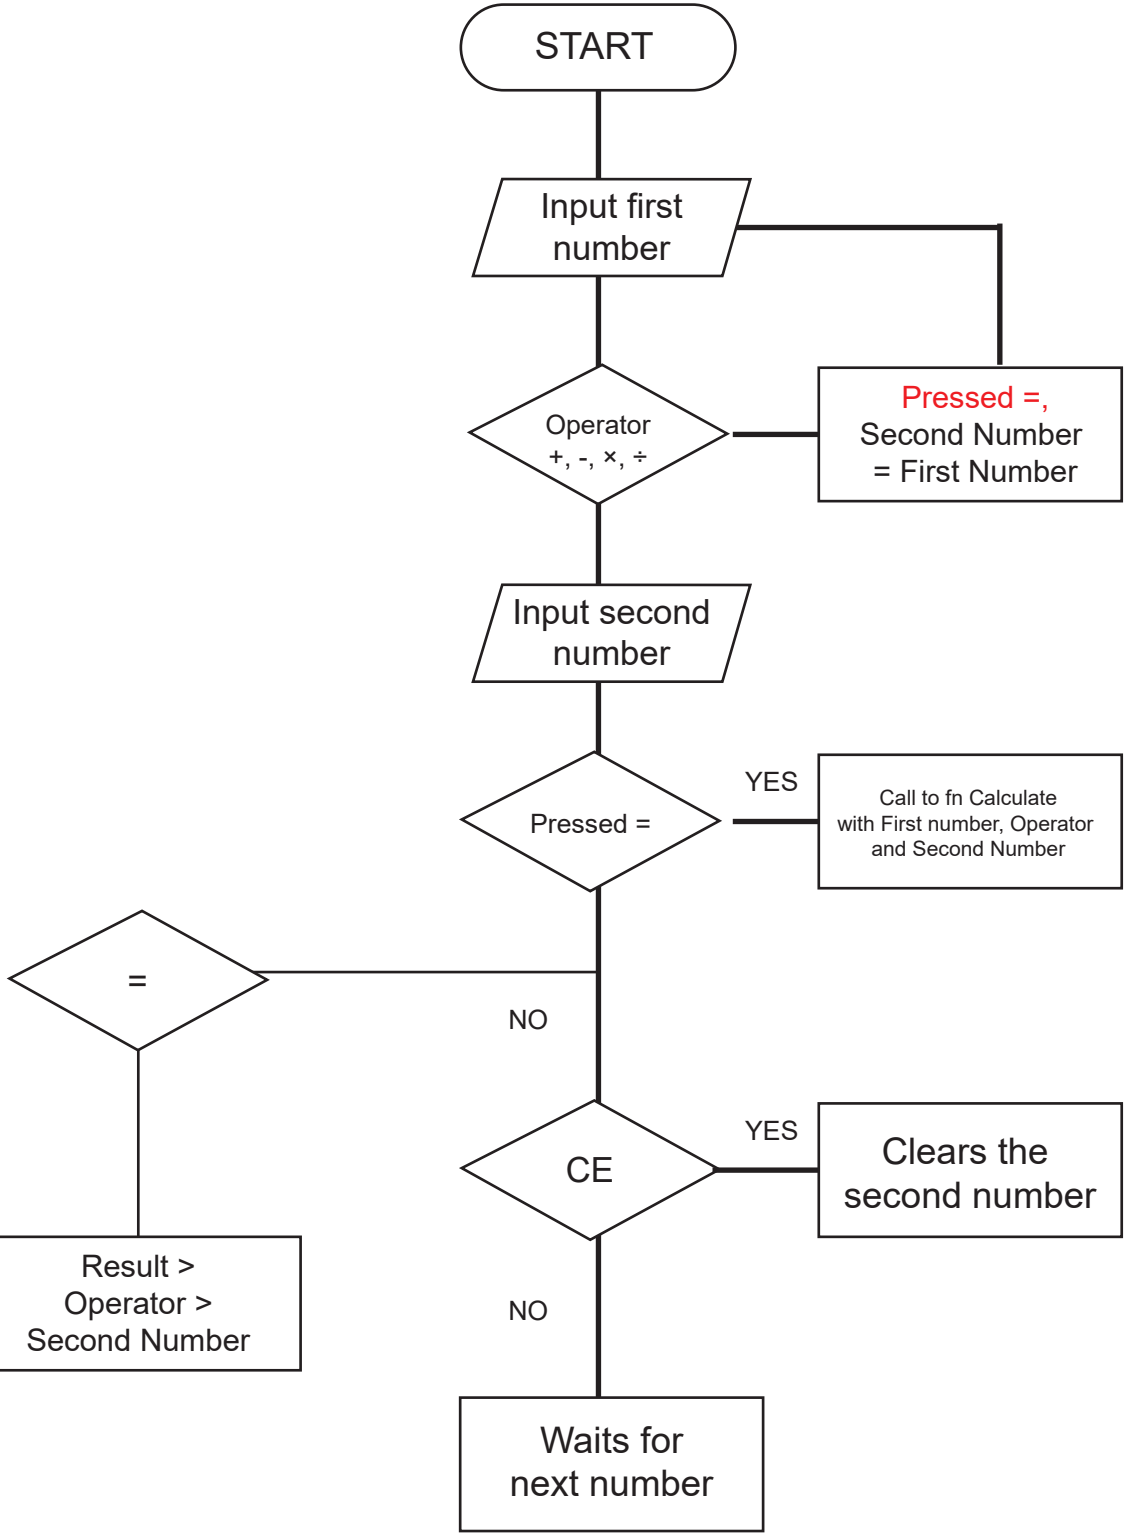 START
Input first
number
Operator
+, -, ×, ÷
Pressed =,
Second Number
= First Number
Input second
number
Pressed =
YES
Call to fn Calculate
with First number, Operator
and Second Number
=
NO
CE
YES
Clears the
second number
Result >
Operator >
Second Number
NO
Waits for
next number